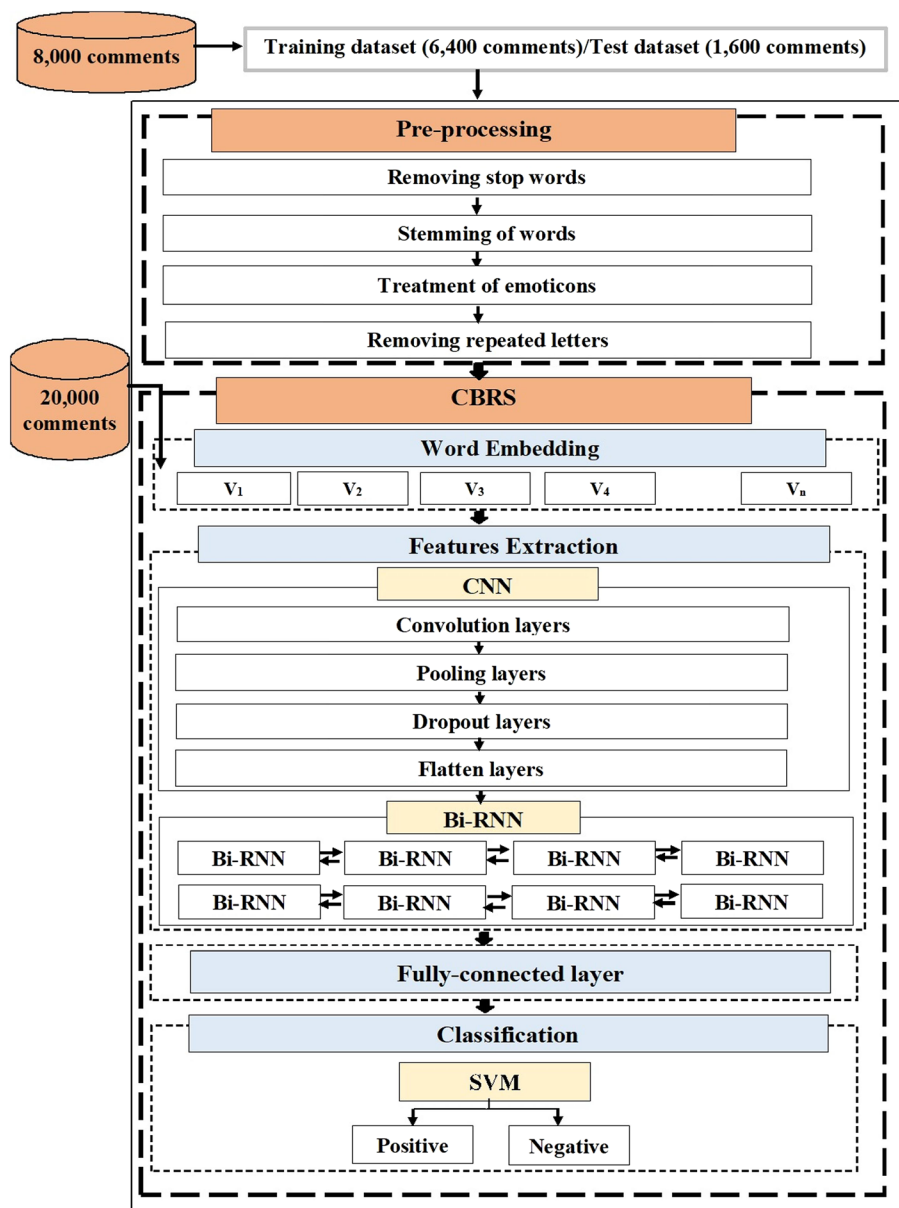 8,000 comments
Training dataset (6,400 comments)/Test dataset (1,600 comments)
Pre-processing
Removing stop words
Stemming of words
Treatment of emoticons
Removing repeated letters
20,000
comments
CBRS
Word Embedding
V₁ V₂ V₃ V₄ Vₙ
Features Extraction
CNN
Convolution layers
Pooling layers
Dropout layers
Flatten layers
Bi-RNN
Bi-RNN Bi-RNN Bi-RNN Bi-RNN
Bi-RNN Bi-RNN Bi-RNN Bi-RNN
Fully-connected layer
Classification
SVM
Positive Negative